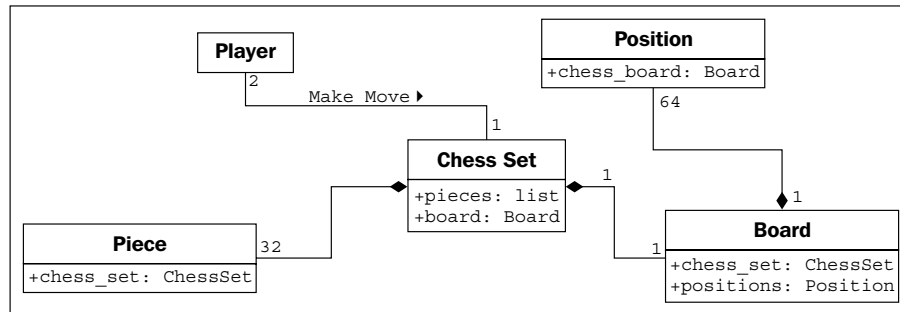 Player
2
Make Move
1
Position
+chess_board: Board
64
Chess Set
+pieces: list
+board: Board
1
1
Piece
+chess_set: ChessSet
32
1
Board
+chess_set: ChessSet
+positions: Position